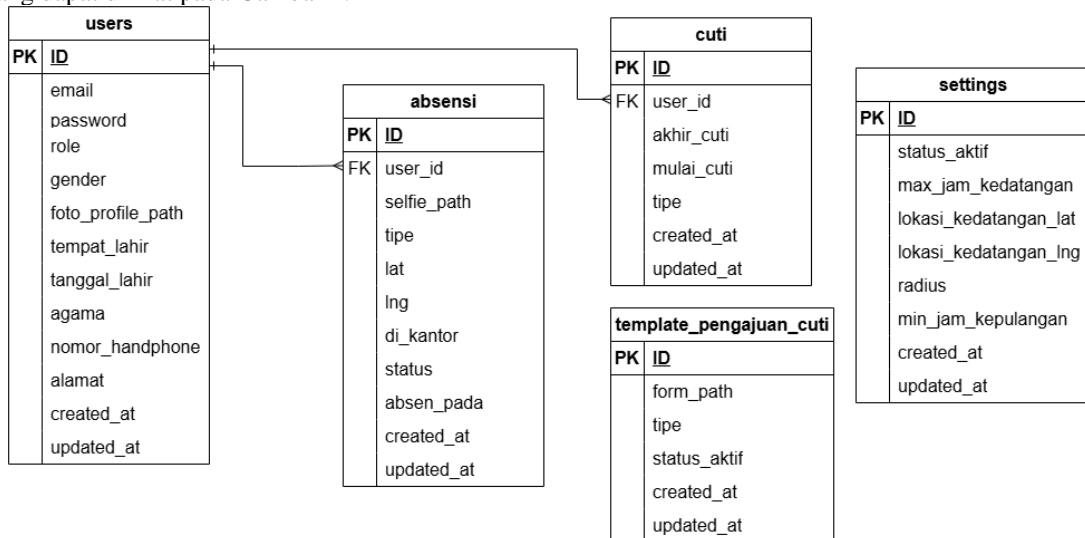 users
PK ID
email
password
role
gender
foto_profile_path
tempat_lahir
tanggal_lahir
agama
nomor_handphone
alamat
created_at
updated_at
absensi
PK ID
FK user_id
selfie_path
tipe
lat
lng
di_kantor
status
absen_pada
created_at
updated_at
cuti
PK ID
FK user_id
akhir_cuti
mulai_cuti
tipe
created_at
updated_at
template_pengajuan_cuti
PK ID
form_path
tipe
status_aktif
created_at
updated_at
settings
PK ID
status_aktif
max_jam_kedatangan
lokasi_kedatangan_lat
lokasi_kedatangan_lng
radius
min_jam_kepulangan
created_at
updated_at